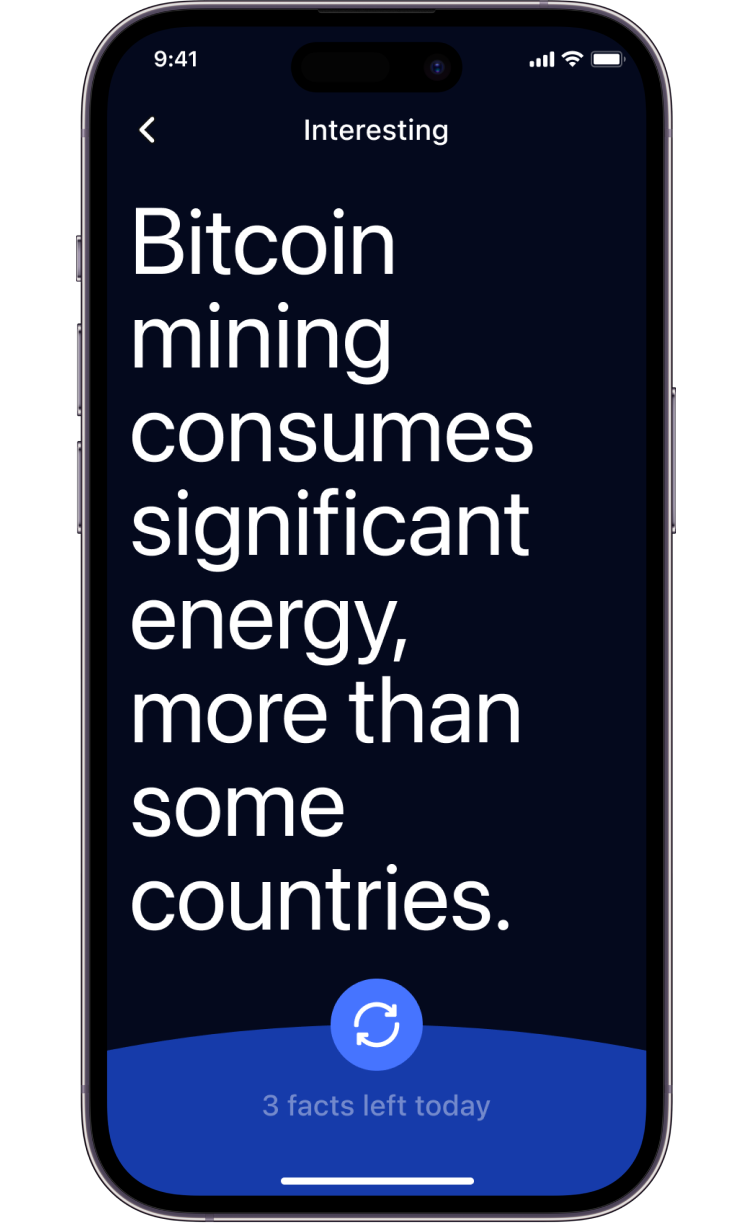 9:41
Interesting
Bitcoin
mining
consumes
significant
energy,
more than
some
countries.
3 facts left today